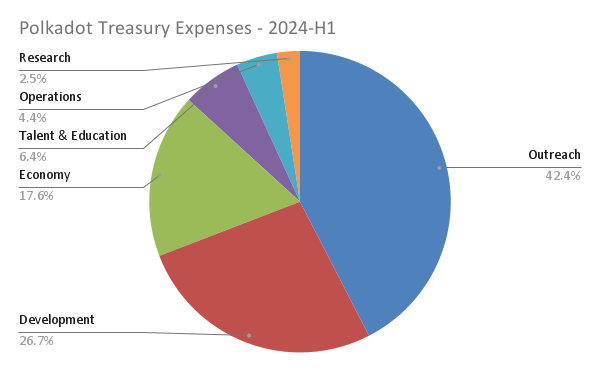 Polkadot Treasury Expenses - 2024-H1
Research
2.5%
Operations
4.4%
Talent & Education
6.4%
Economy
17.6%
Outreach
42.4%
Development
26.7%